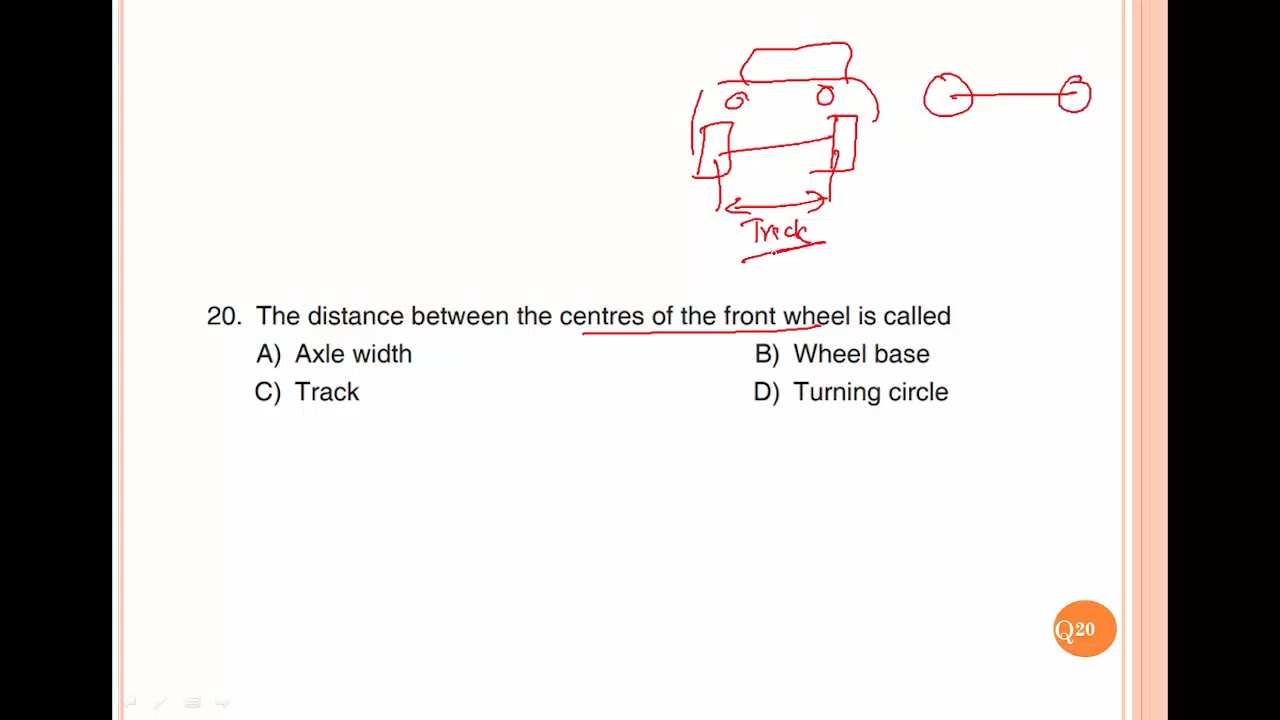 Track
20. The distance between the centres of the front wheel is called
A) Axle width B) Wheel base
C) Track D) Turning circle
Q20